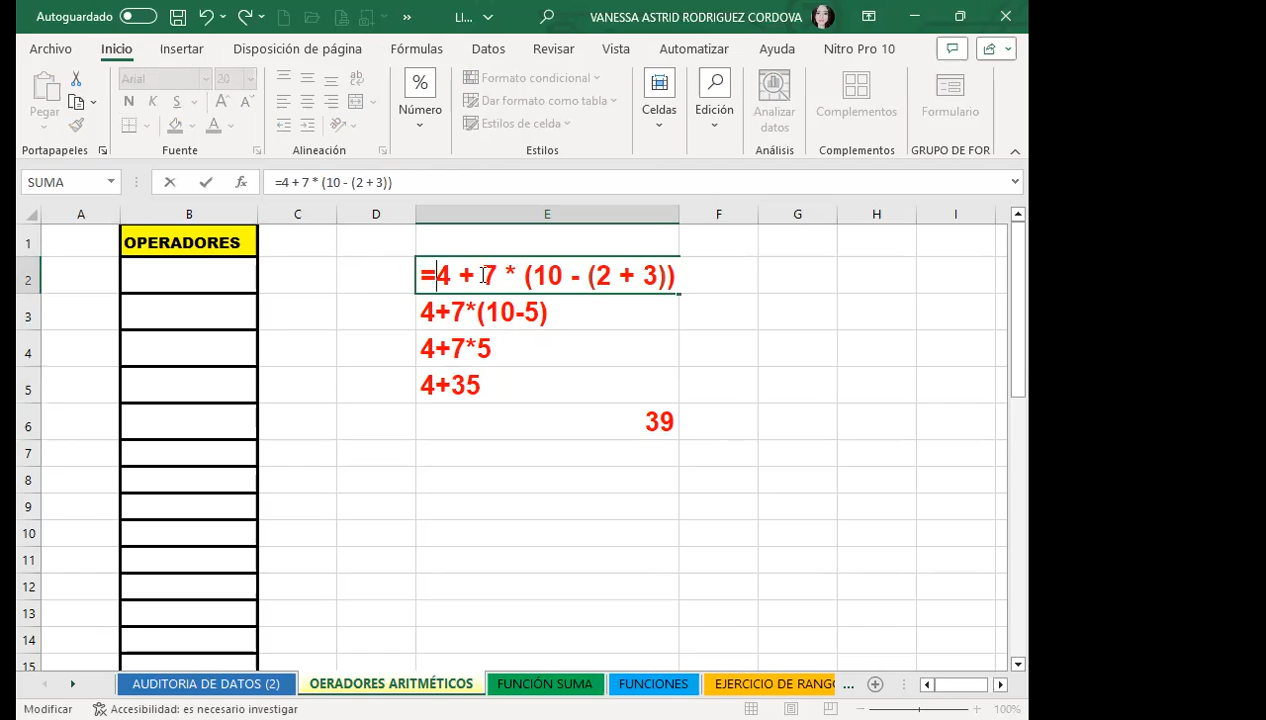 Autoguardado
LI...
VANESSA ASTRID RODRIGUEZ CORDOVA
Archivo Inicio Insertar Disposición de página Fórmulas Datos Revisar Vista Automatizar Ayuda Nitro Pro 10
Pegar
Arial 20
N K S A A
A
ab
%
Número
Formato condicional
Dar formato como tabla
Estilos de celda
Celdas
Edición
Analizar datos
Complementos
Formulario
Portapapeles Fuente Alineación Estilos Análisis Complementos GRUPO DE FOR
SUMA fx =4 + 7 * (10 - (2 + 3))
A B C D E F G H I
1 OPERADORES
2 =4 + 7 * (10 - (2 + 3))
3 4+7*(10-5)
4 4+7*5
5 4+35
6 39
7
8
9
10
11
12
13
14
15
AUDITORIA DE DATOS (2) OERADORES ARITMÉTICOS FUNCIÓN SUMA FUNCIONES EJERCICIO DE RANGO ...
Modificar Accesibilidad: es necesario investigar 100%